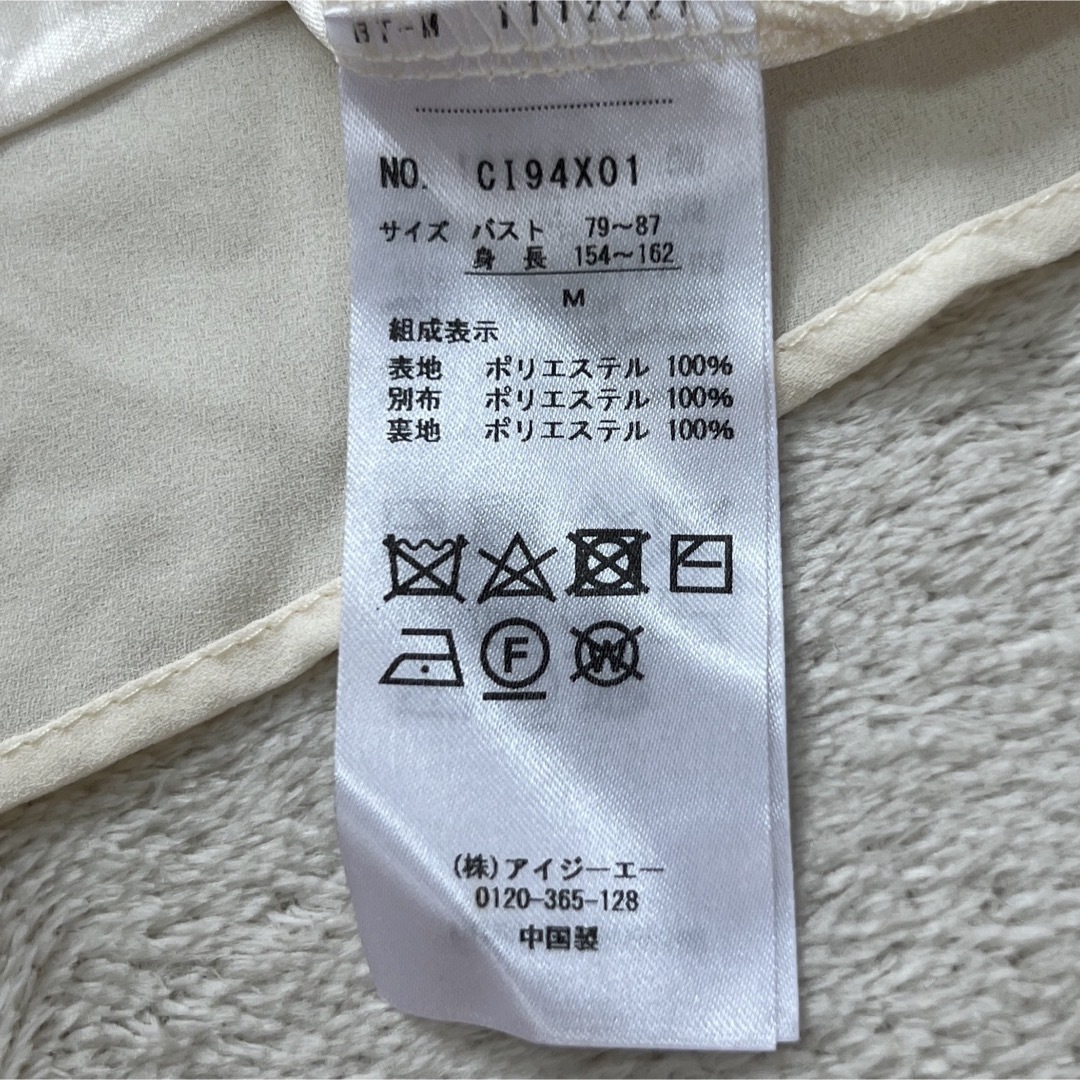 NO. CI94X01
サイズ バスト 79～87
身 長 154～162
M
組成表示
表地 ポリエステル 100%
別布 ポリエステル 100%
裏地 ポリエステル 100%
F W
(株)アイジーエー
0120-365-128
中国製